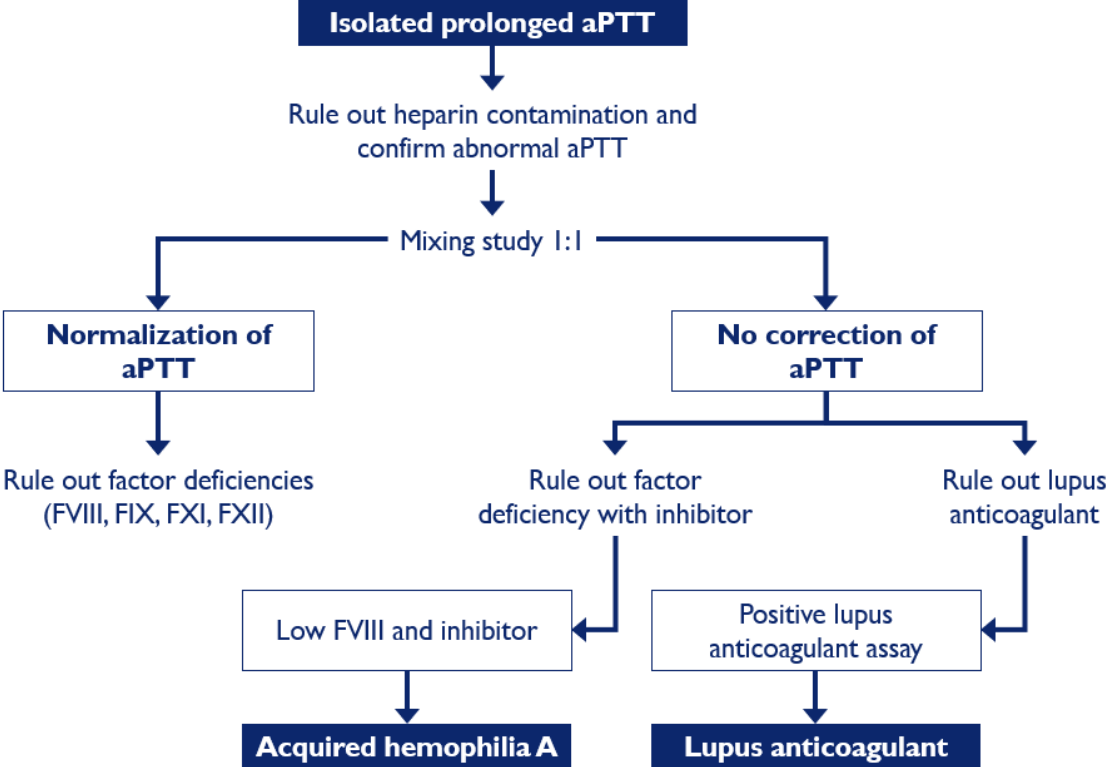 Isolated prolonged aPTT
Rule out heparin contamination and
confirm abnormal aPTT
Mixing study 1:1
Normalization of
aPTT
No correction of
aPTT
Rule out factor deficiencies
(FVIII, FIX, FXI, FXII)
Rule out factor
deficiency with inhibitor
Rule out lupus
anticoagulant
Low FVIII and inhibitor
Positive lupus
anticoagulant assay
Acquired hemophilia A
Lupus anticoagulant